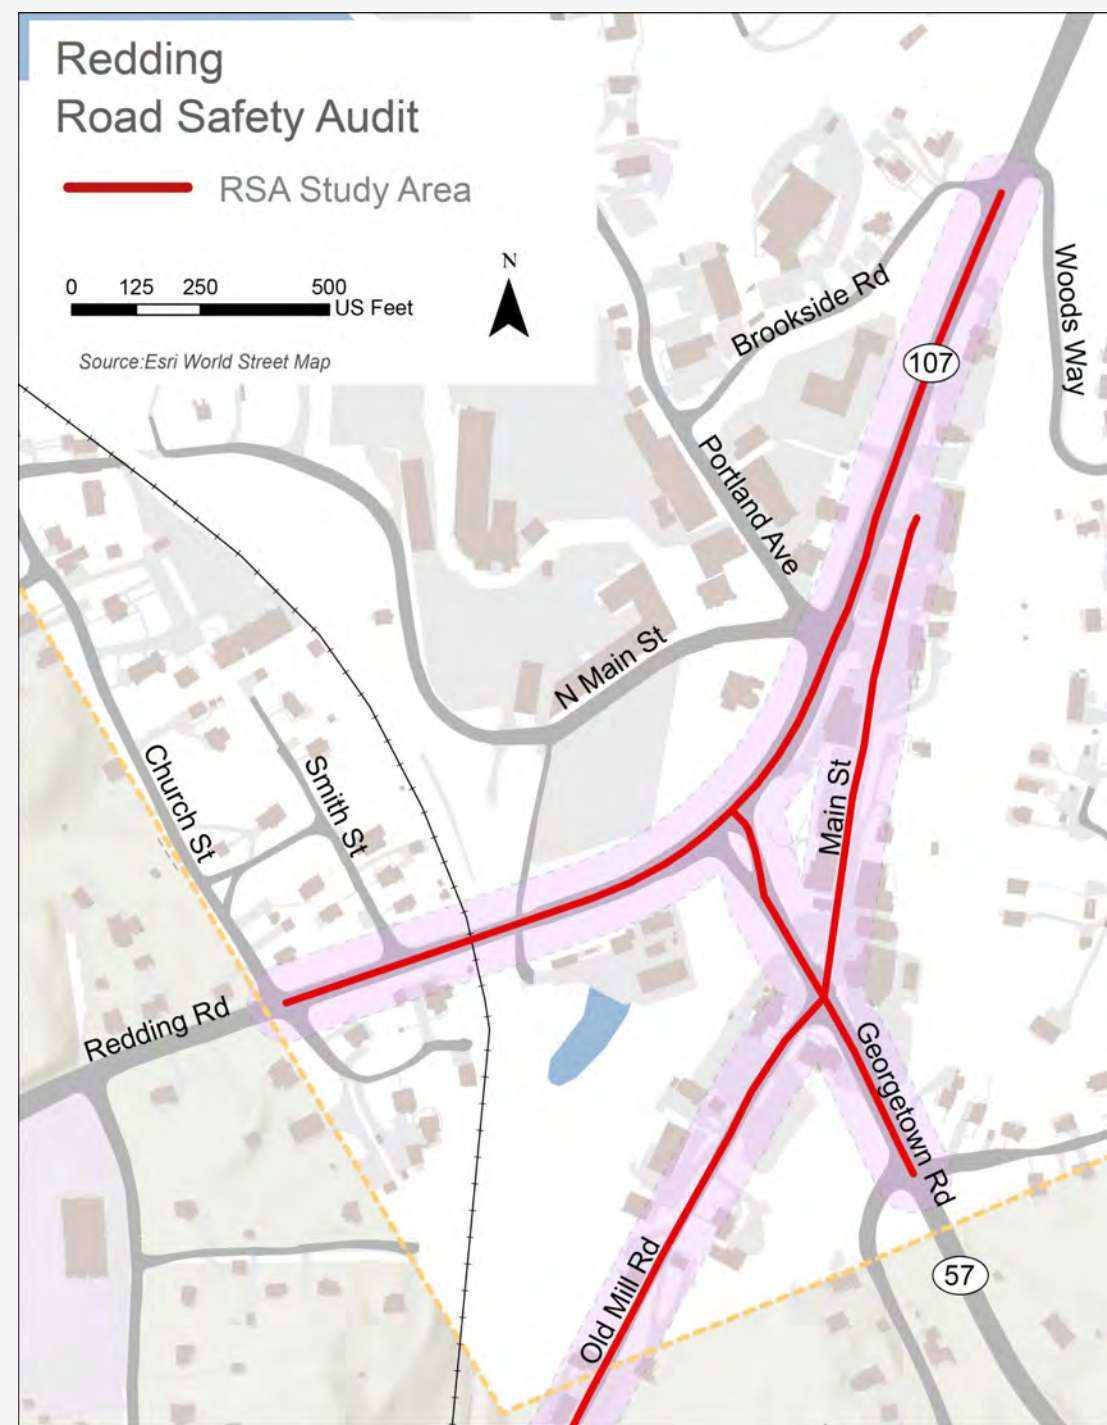 Redding
Road Safety Audit
RSA Study Area
N
0 125 250 500
US Feet
Source:Esri World Street Map
Brookside Rd
Woods Way
107
Portland Ave
N Main St
Church St
Smith St
Main St
Redding Rd
Georgetown Rd
Old Mill Rd
57